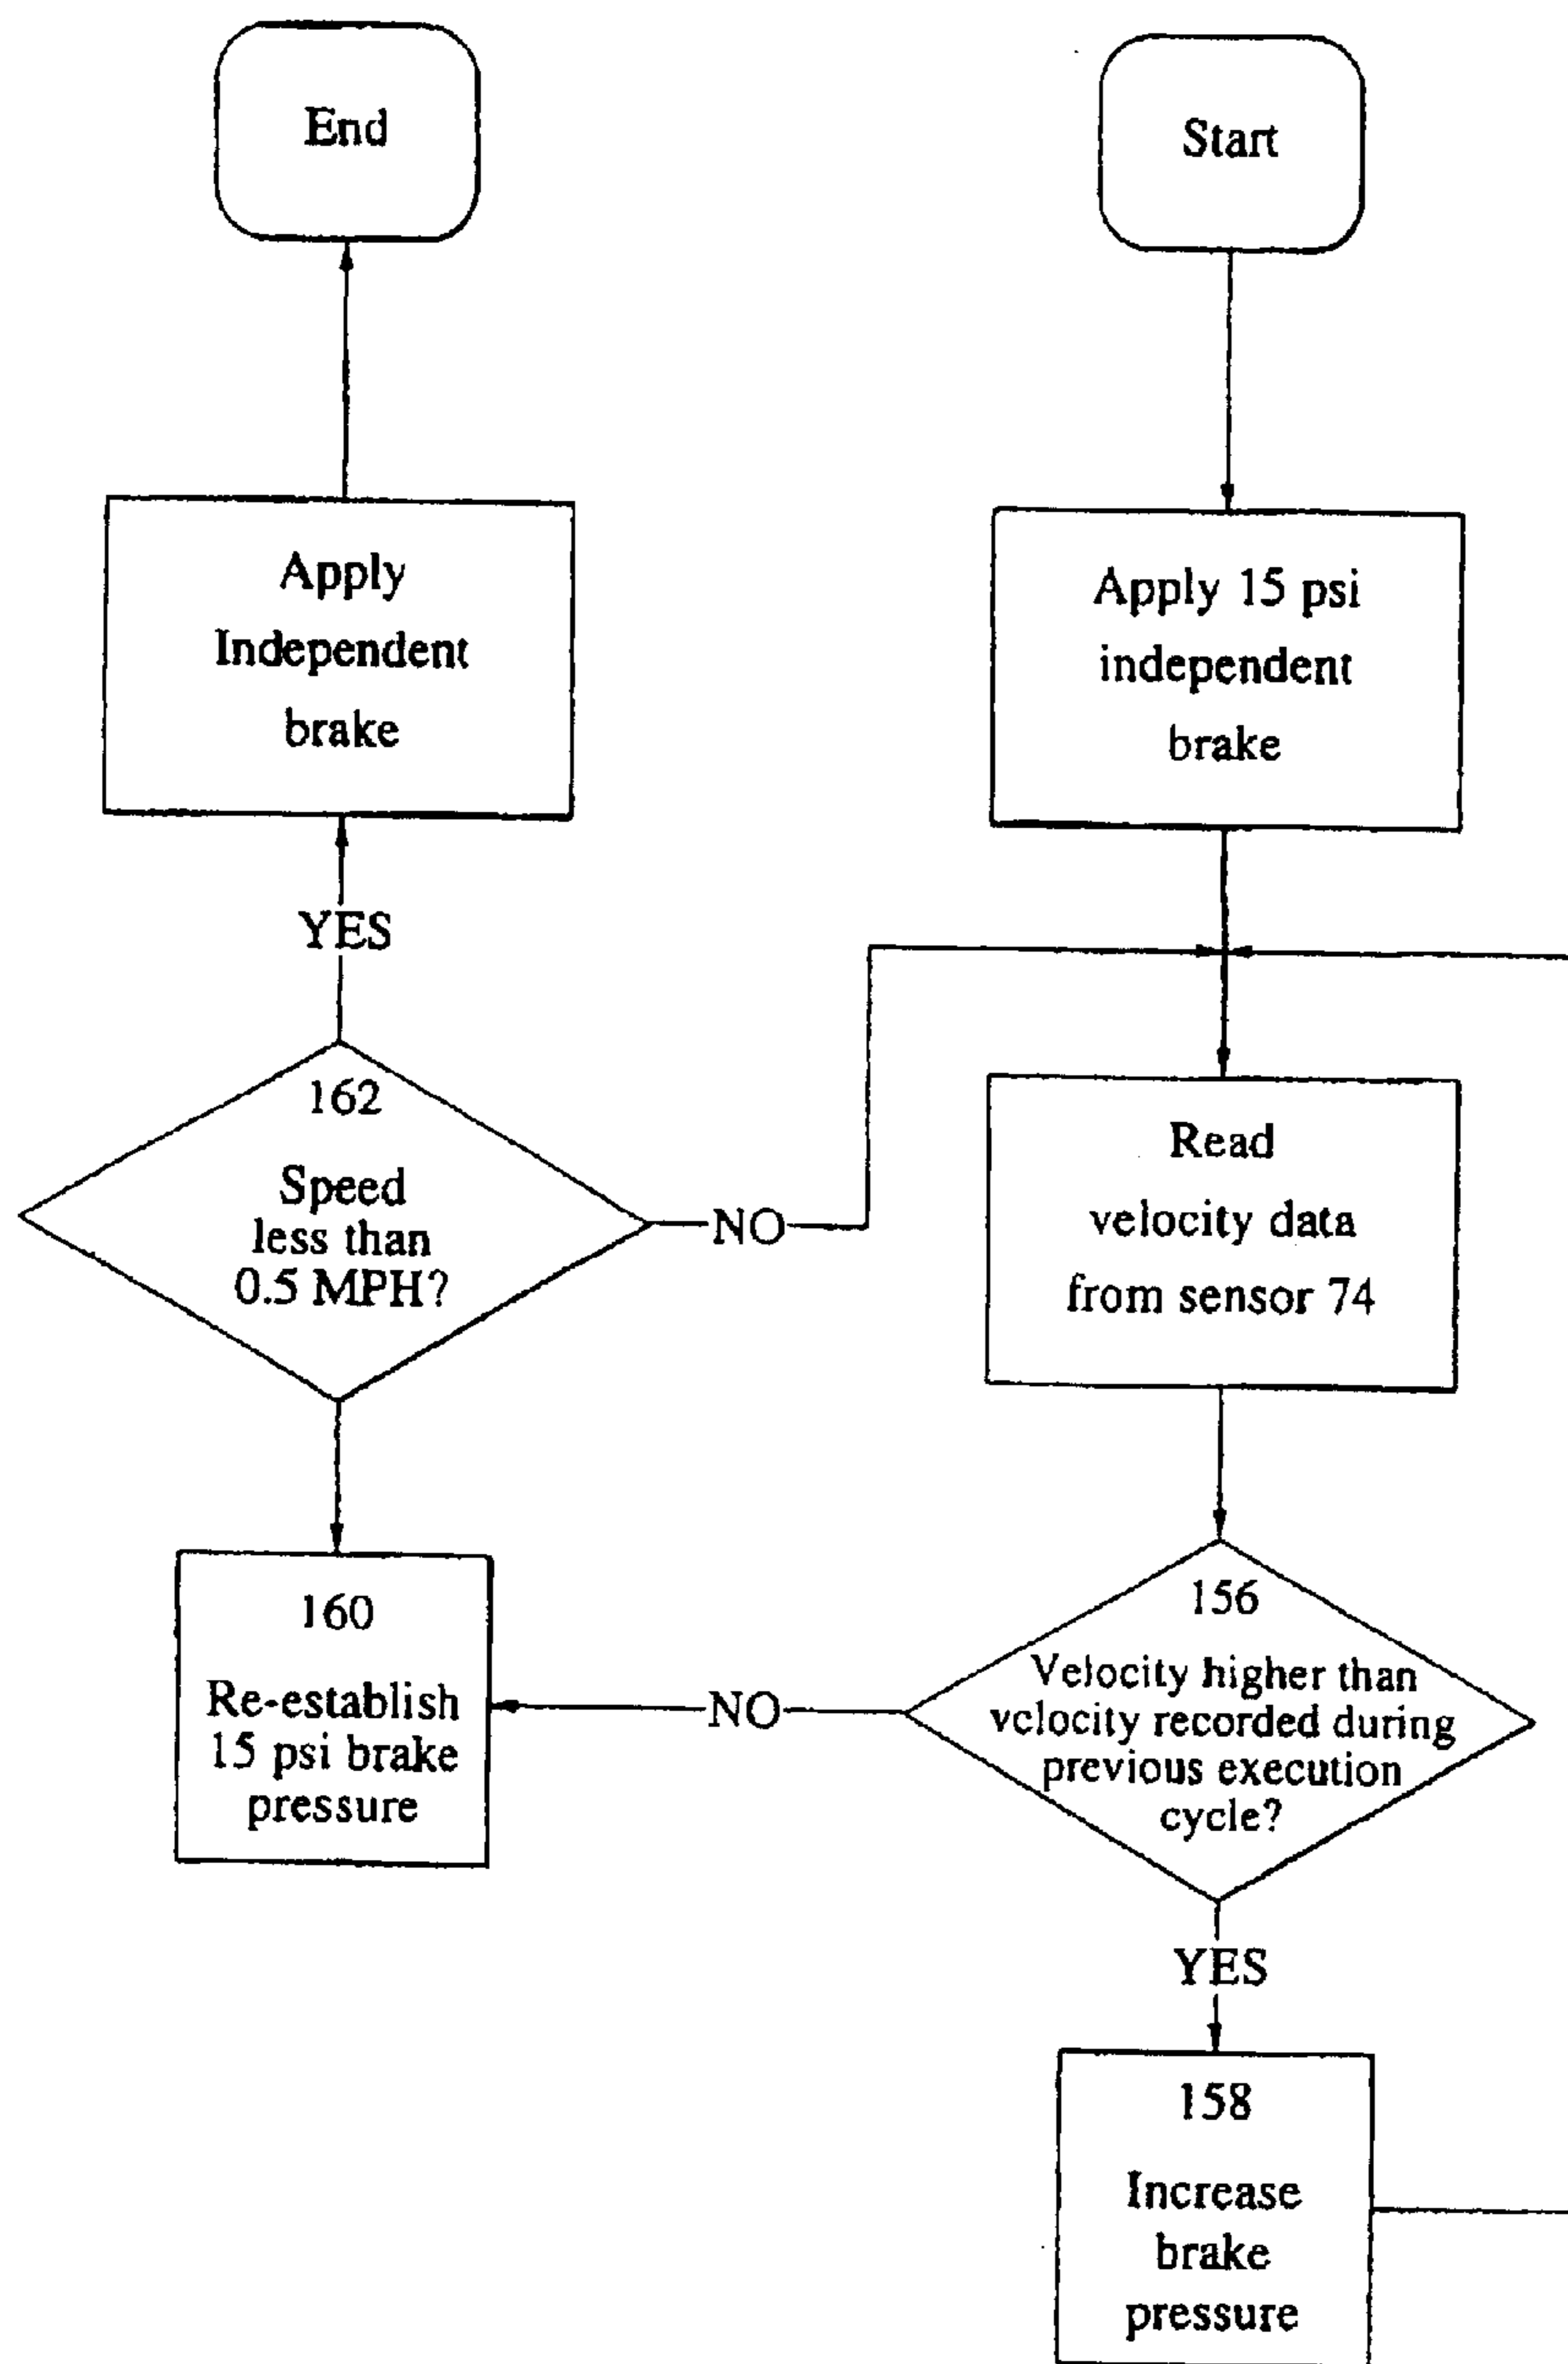 End
Start
Apply
Independent
brake
Apply 15 psi
independent
brake
YES
162
Speed
less than
0.5 MPH?
NO
Read
velocity data
from sensor 74
160
Re-establish
15 psi brake
pressure
NO
156
Velocity higher than
velocity recorded during
previous execution
cycle?
YES
158
Increase
brake
pressure